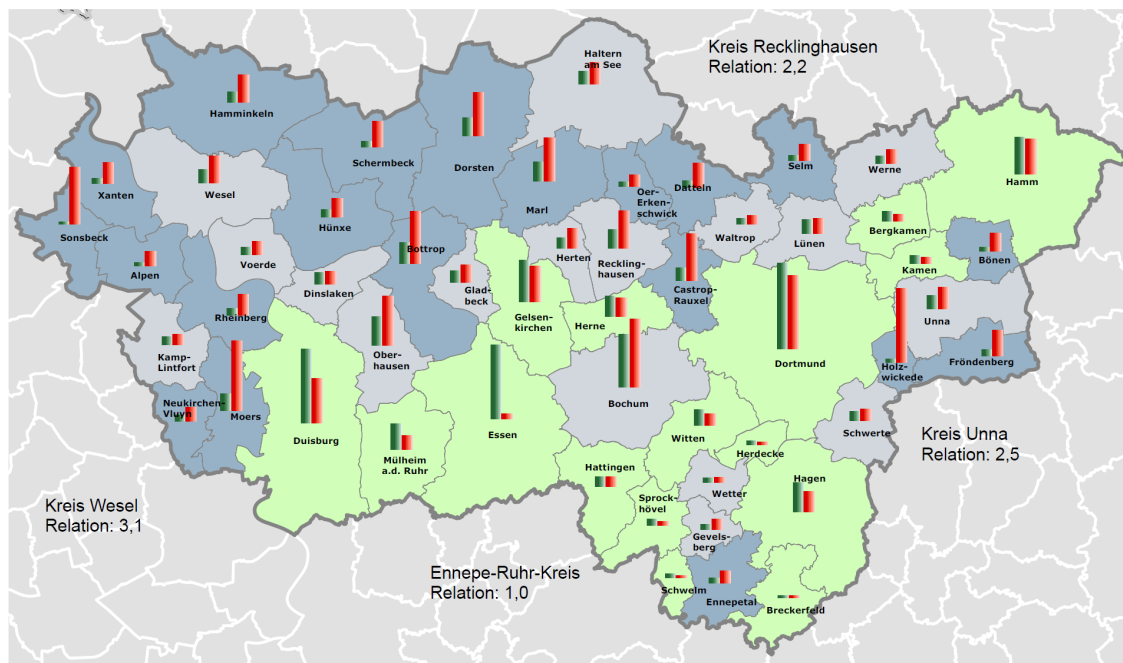 Haltern
am See
Kreis Recklinghausen
Relation: 2,2
Hamminkeln
Schermbeck
Dorsten
Selm
Werne
Hamm
Xanten
Wesel
Marl
Oer-
Erken-
schwick
Datteln
Sonsbeck
Hünxe
Bottrop
Waltrop
Lünen
Bergkamen
Alpen
Voerde
Herten
Reckling-
hausen
Kamen
Bönen
Dinslaken
Glad-
beck
Castrop-
Rauxel
Rheinberg
Gelsen-
kirchen
Herne
Unna
Kamp-
Lintfort
Ober-
hausen
Dortmund
Holz-
wickede
Fröndenberg
Neukirchen-
Vluyn
Moers
Bochum
Duisburg
Essen
Witten
Schwerte
Kreis Unna
Relation: 2,5
Mülheim
a.d. Ruhr
Herdecke
Hattingen
Wetter
Hagen
Kreis Wesel
Relation: 3,1
Sprock-
hövel
Gevels-
berg
Ennepe-Ruhr-Kreis
Relation: 1,0
Schwelm
Ennepetal
Breckerfeld